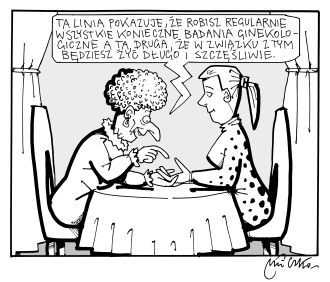 TA LINIA POKAZUJE, ŻE ROBISZ REGULARNIE
WSZYSTKIE KONIECZNE BADANIA GINEKOLO-
GICZNE A TA DRUGA, ŻE W ZWIĄZKU Z TYM
BĘDZIESZ ŻYĆ DŁUGO I SZCZĘŚLIWIE.